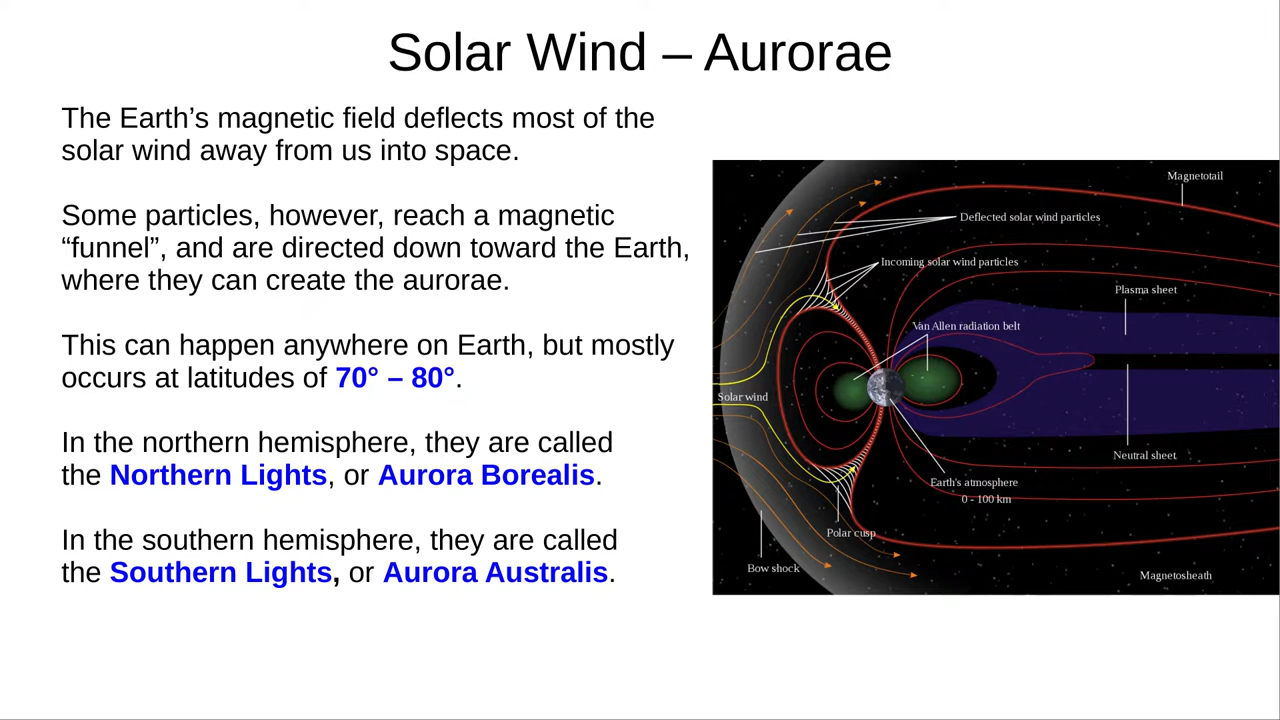 Solar Wind – Aurorae
The Earth’s magnetic field deflects most of the
solar wind away from us into space.
Some particles, however, reach a magnetic
“funnel”, and are directed down toward the Earth,
where they can create the aurorae.
This can happen anywhere on Earth, but mostly
occurs at latitudes of 70° – 80°.
In the northern hemisphere, they are called
the Northern Lights, or Aurora Borealis.
In the southern hemisphere, they are called
the Southern Lights, or Aurora Australis.
Magnetotail
Deflected solar wind particles
Incoming solar wind particles
Plasma sheet
Van Allen radiation belt
Solar wind
Neutral sheet
Earth's atmosphere
0 - 100 km
Polar cusp
Bow shock
Magnetosheath